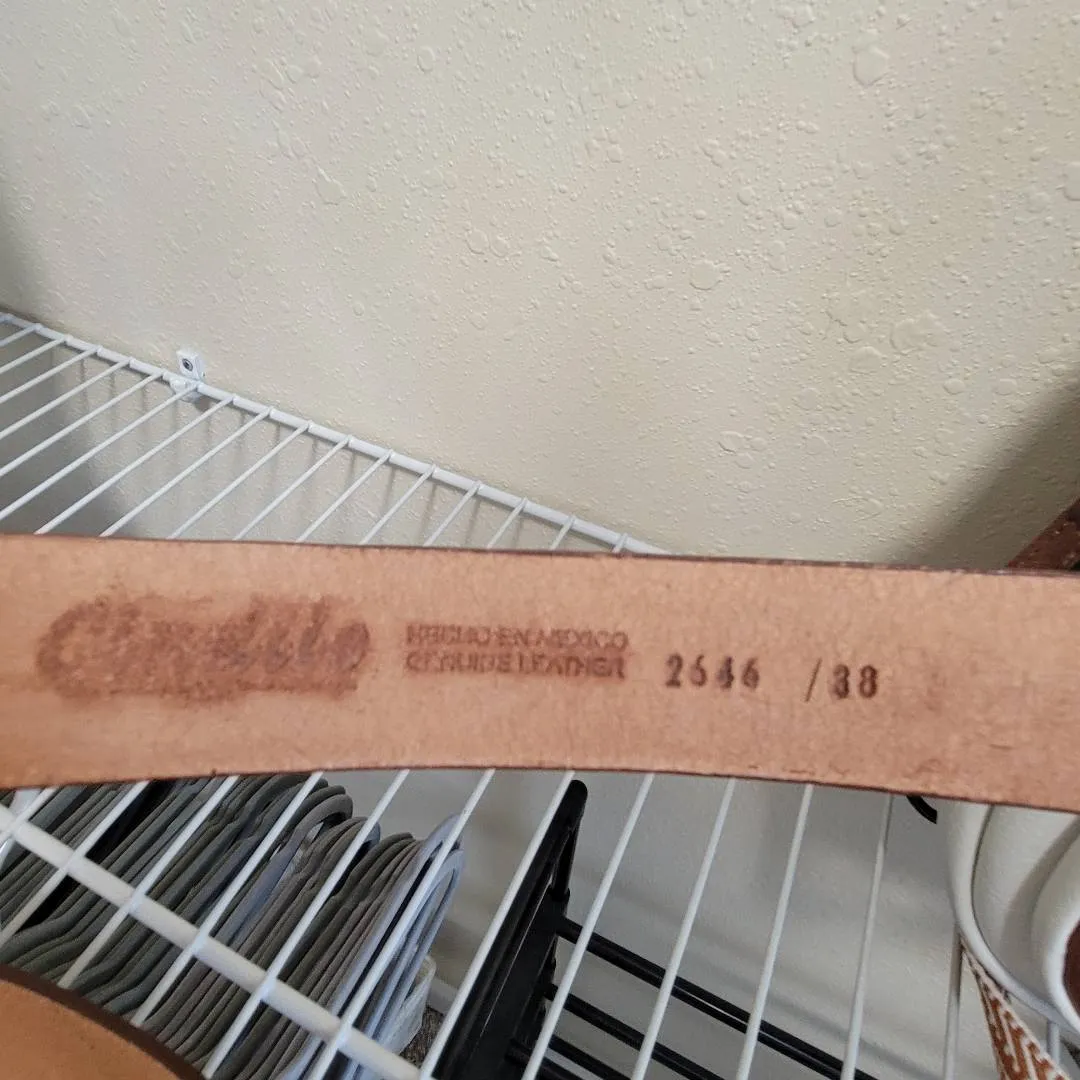 HECHO EN MEXICO
GENUINE LEATHER
2646 /38